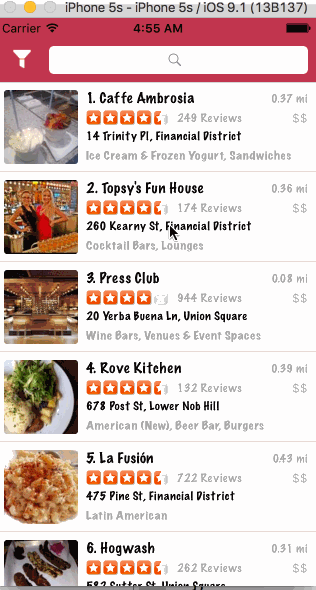 iPhone 5s - iPhone 5s / iOS 9.1 (13B137)
Carrier 4:55 AM
1. Caffe Ambrosia 0.37 mi
249 Reviews $$
14 Trinity Pl, Financial District
Ice Cream & Frozen Yogurt, Sandwiches
2. Topsy's Fun House 0.36 mi
174 Reviews $$
260 Kearny St, Financial District
Cocktail Bars, Lounges
3. Press Club 0.08 mi
944 Reviews $$
20 Yerba Buena Ln, Union Square
Wine Bars, Venues & Event Spaces
4. Rove Kitchen 0.39 mi
132 Reviews $$
678 Post St, Lower Nob Hill
American (New), Beer Bar, Burgers
5. La Fusión 0.43 mi
722 Reviews $$
475 Pine St, Financial District
Latin American
6. Hogwash 0.31 mi
262 Reviews $$
582 Sutter St, Union Square